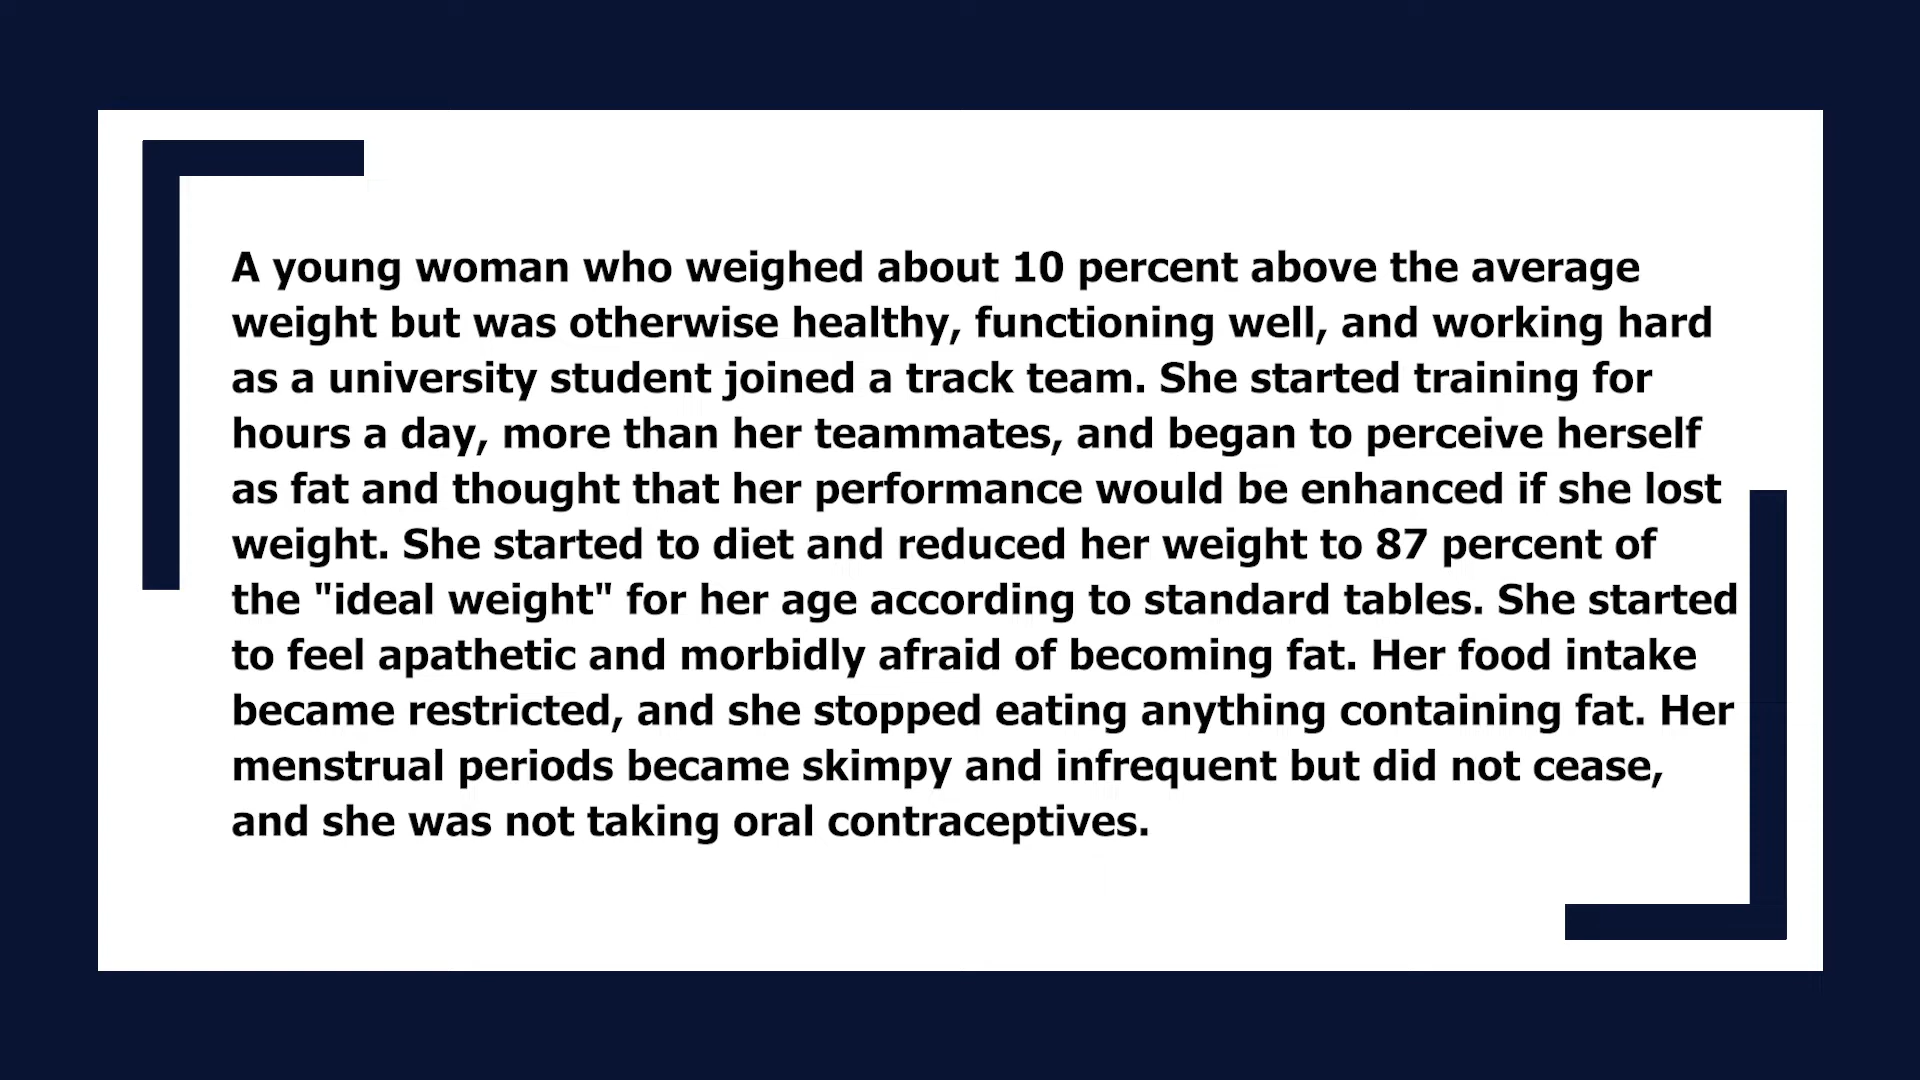 A young woman who weighed about 10 percent above the average
weight but was otherwise healthy, functioning well, and working hard
as a university student joined a track team. She started training for
hours a day, more than her teammates, and began to perceive herself
as fat and thought that her performance would be enhanced if she lost
weight. She started to diet and reduced her weight to 87 percent of
the "ideal weight" for her age according to standard tables. She started
to feel apathetic and morbidly afraid of becoming fat. Her food intake
became restricted, and she stopped eating anything containing fat. Her
menstrual periods became skimpy and infrequent but did not cease,
and she was not taking oral contraceptives.